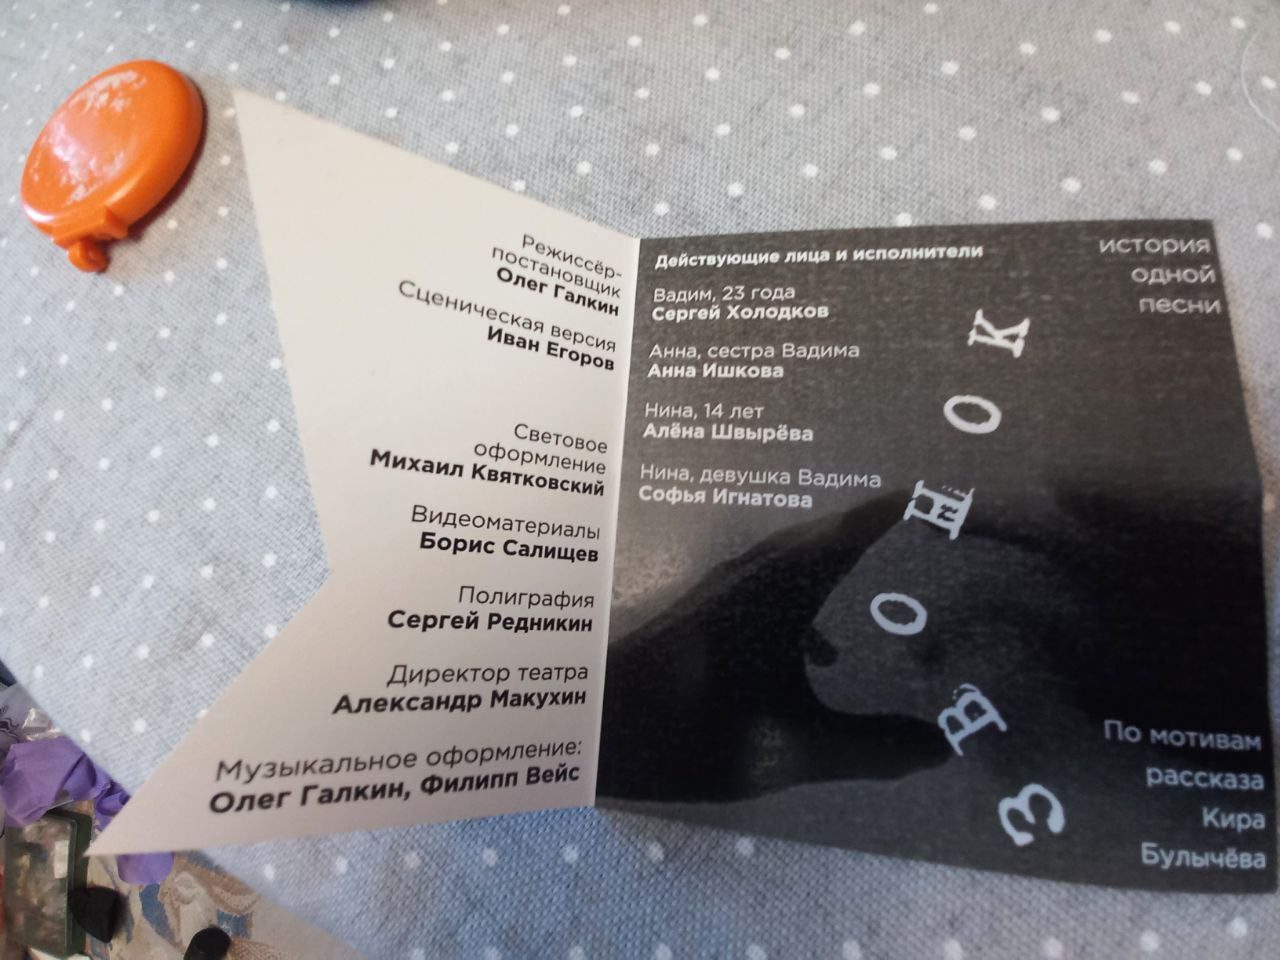 Режиссёр-
постановщик
Олег Галкин
Сценическая версия
Иван Егоров
Световое
оформление
Михаил Квятковский
Видеоматериалы
Борис Салищев
Полиграфия
Сергей Редникин
Директор театра
Александр Макухин
Музыкальное оформление:
Олег Галкин, Филипп Вейс
Действующие лица и исполнители
Вадим, 23 года
Сергей Холодков
Анна, сестра Вадима
Анна Ишкова
Нина, 14 лет
Алёна Швырёва
Нина, девушка Вадима
Софья Игнатова
история
одной
песни
ЗВОНОК
По мотивам
рассказа
Кира
Булычёва